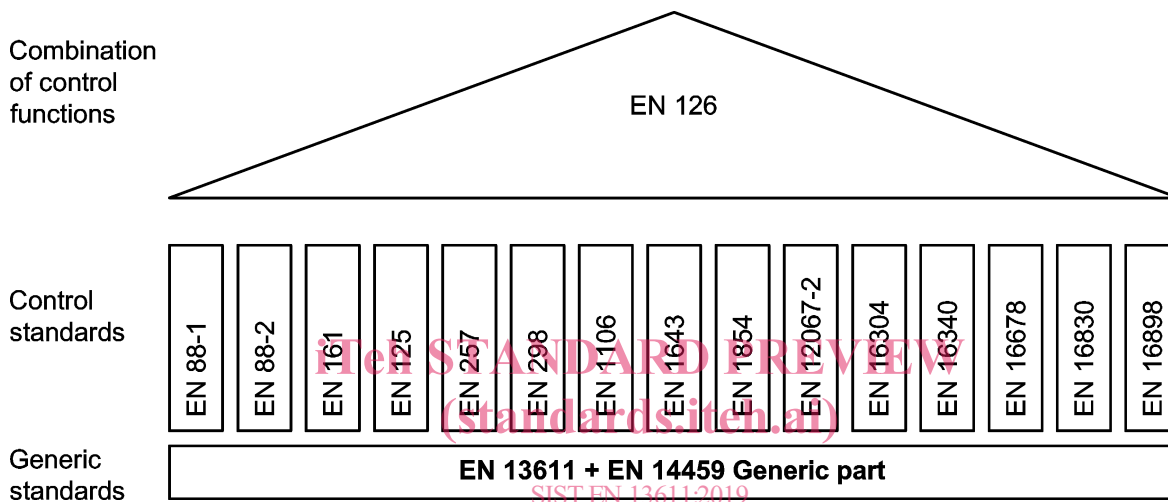 Combination
of control
functions
EN 126
Control
standards
EN 88-1
EN 88-2
EN 161
EN 125
EN 257
EN 298
EN 1106
EN 1643
EN 1854
EN 12067-2
EN 16304
EN 16340
EN 16678
EN 16830
EN 16898
iTeh STANDARD PREVIEW
(standards.iteh.ai)
Generic
standards
EN 13611 + EN 14459 Generic part
SIST EN 13611:2019